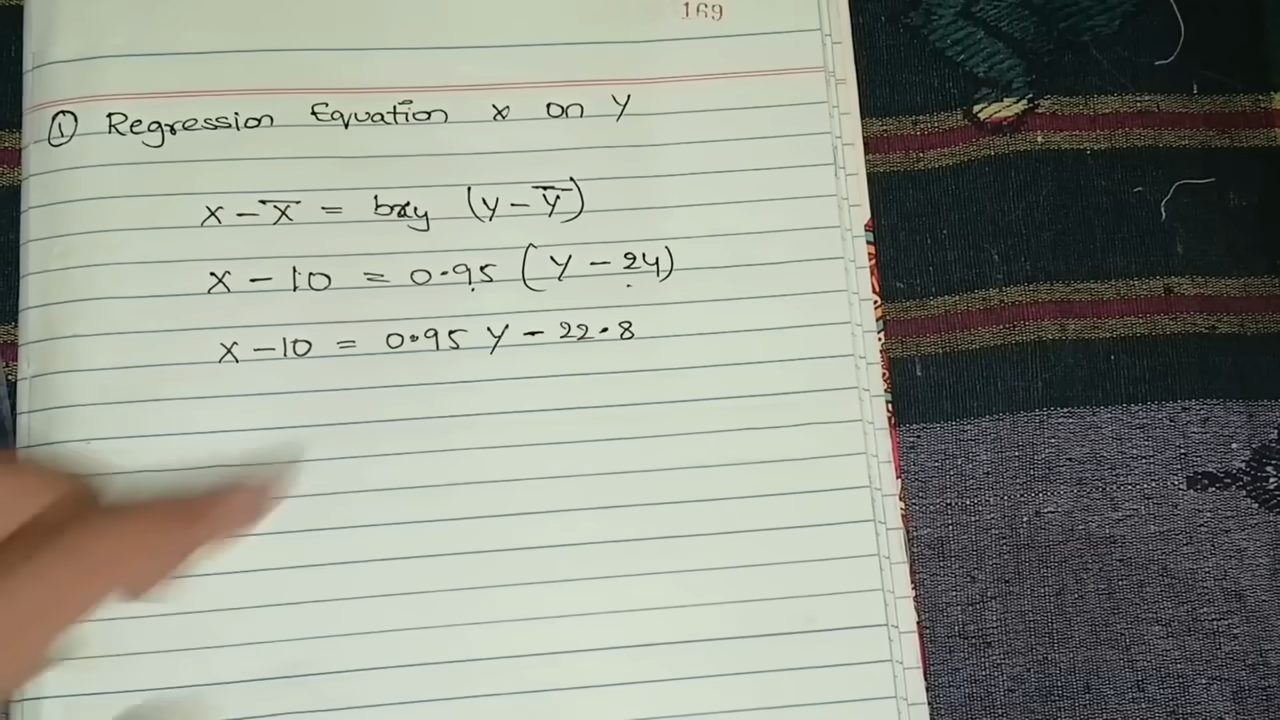 169
① Regression Equation x on y
x - x̅ = bxy (y - y̅)
x - 10 = 0.95 (y - 24)
x - 10 = 0.95 y - 22.8